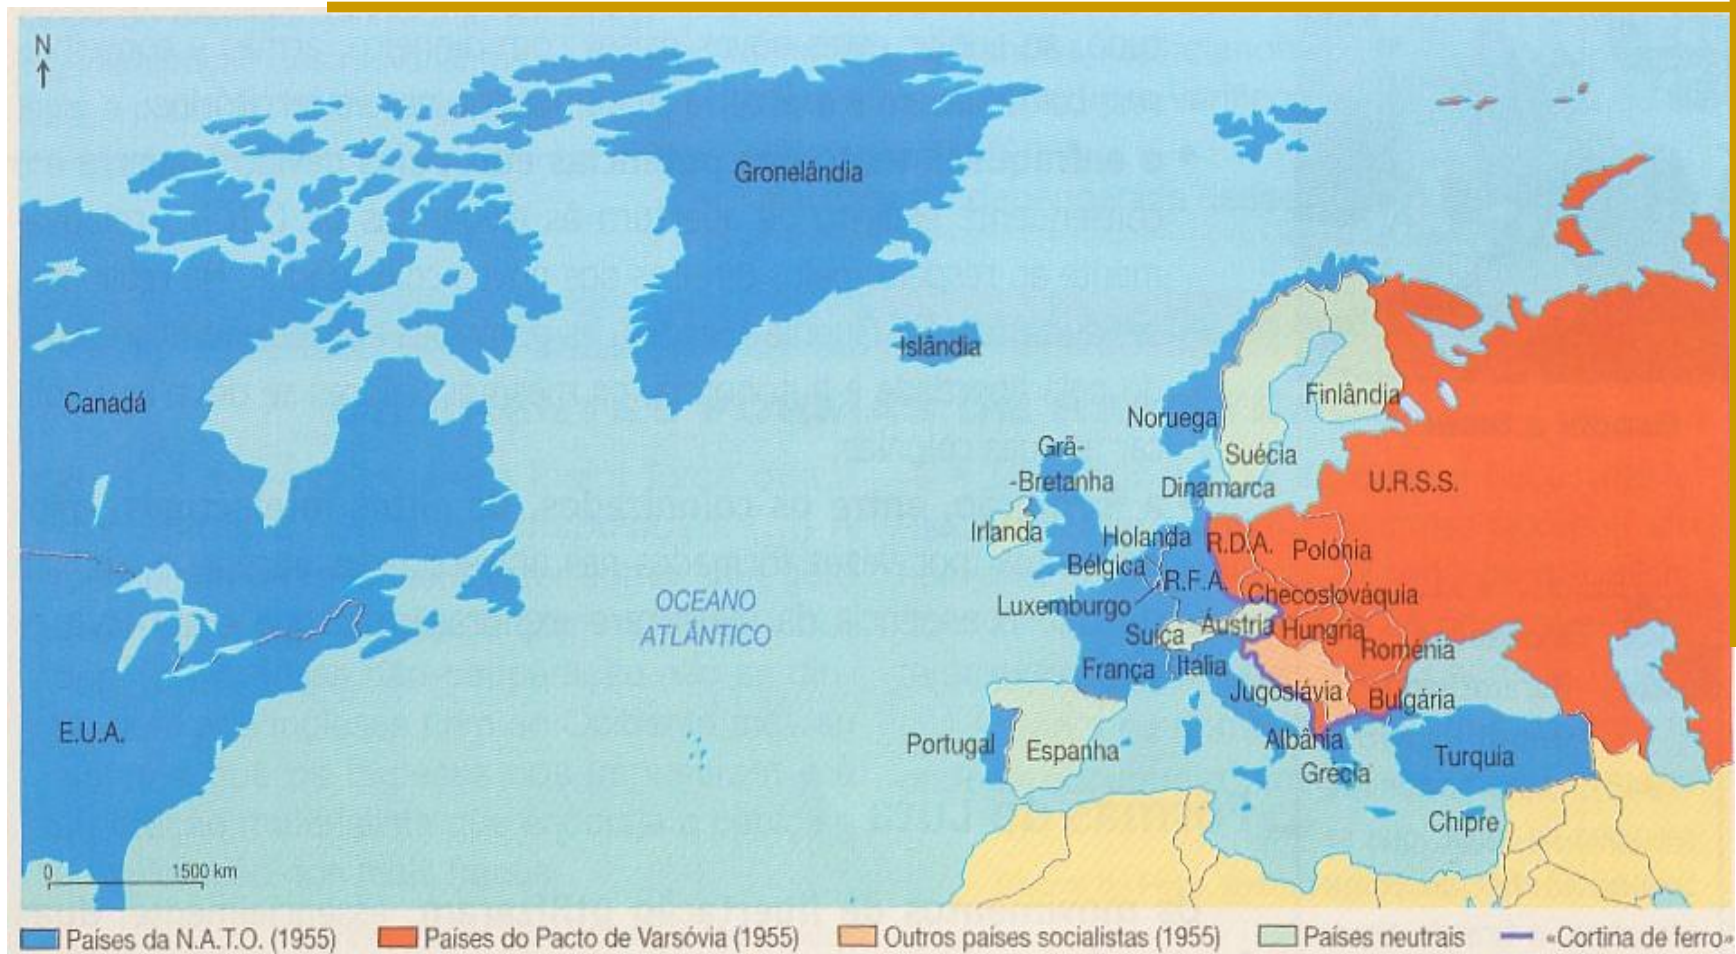 N
Gronelândia
Islândia
Canadá
Noruega
Finlândia
Suécia
Grã-
-Bretanha
Dinamarca
U.R.S.S.
Irlanda
Holanda
R.D.A.
Polónia
Bélgica
R.F.A.
Checoslováquia
Luxemburgo
OCEANO
ATLÂNTICO
Suíça
Áustria
Hungria
Roménia
França
Itália
Jugoslávia
Bulgária
E.U.A.
Portugal
Espanha
Albânia
Grécia
Turquia
Chipre
0 1500 km
Países da N.A.T.O. (1955)
Países do Pacto de Varsóvia (1955)
Outros países socialistas (1955)
Países neutrais
«Cortina de ferro»